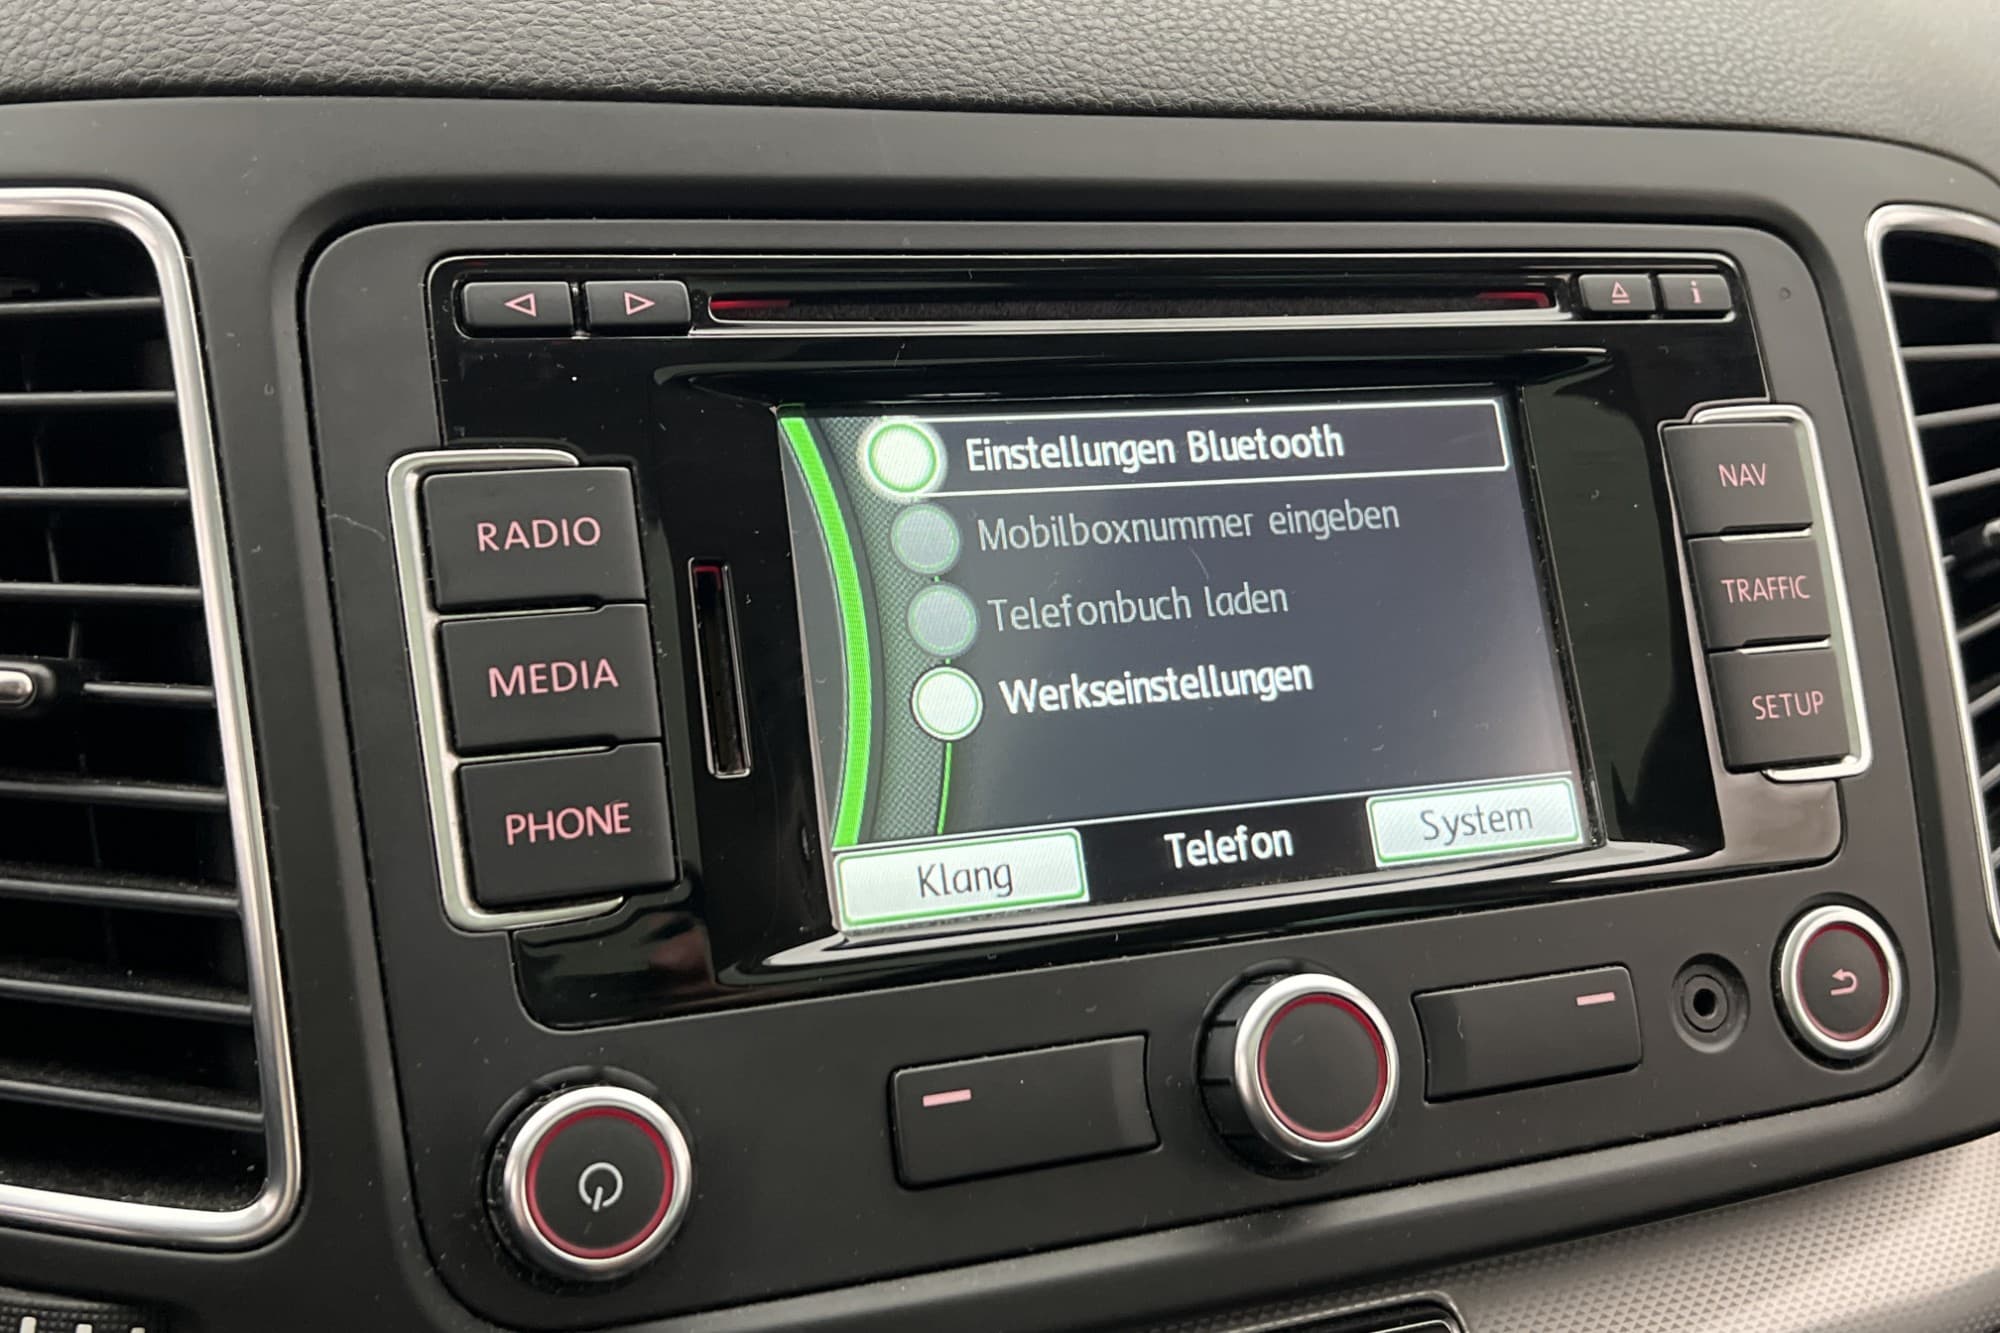 i
RADIO
MEDIA
PHONE
Einstellungen Bluetooth
Mobilboxnummer eingeben
Telefonbuch laden
Werkseinstellungen
Klang
Telefon
System
NAV
TRAFFIC
SETUP